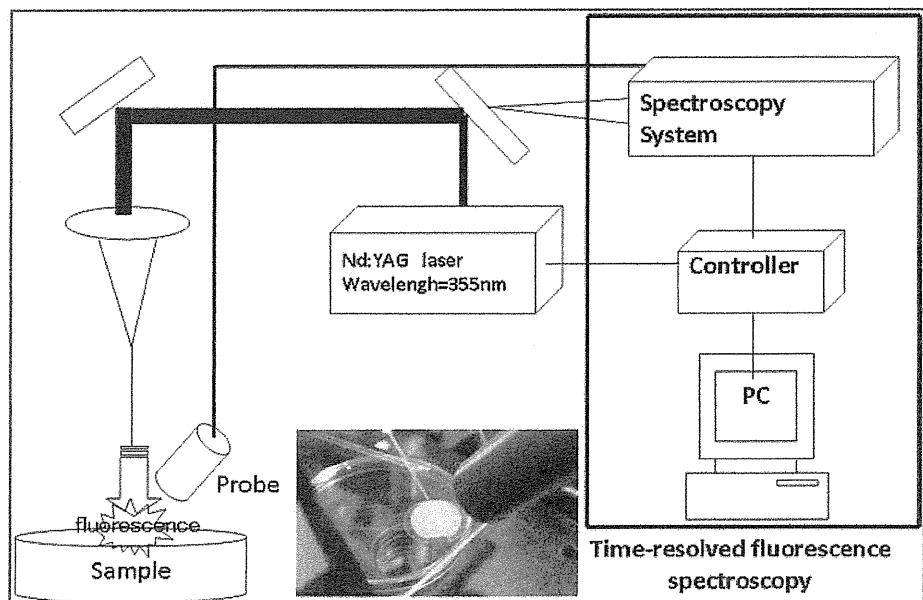 Spectroscopy
System
Nd:YAG laser
Wavelengh=355nm
Controller
PC
Probe
fluorescence
Sample
Time-resolved fluorescence
spectroscopy